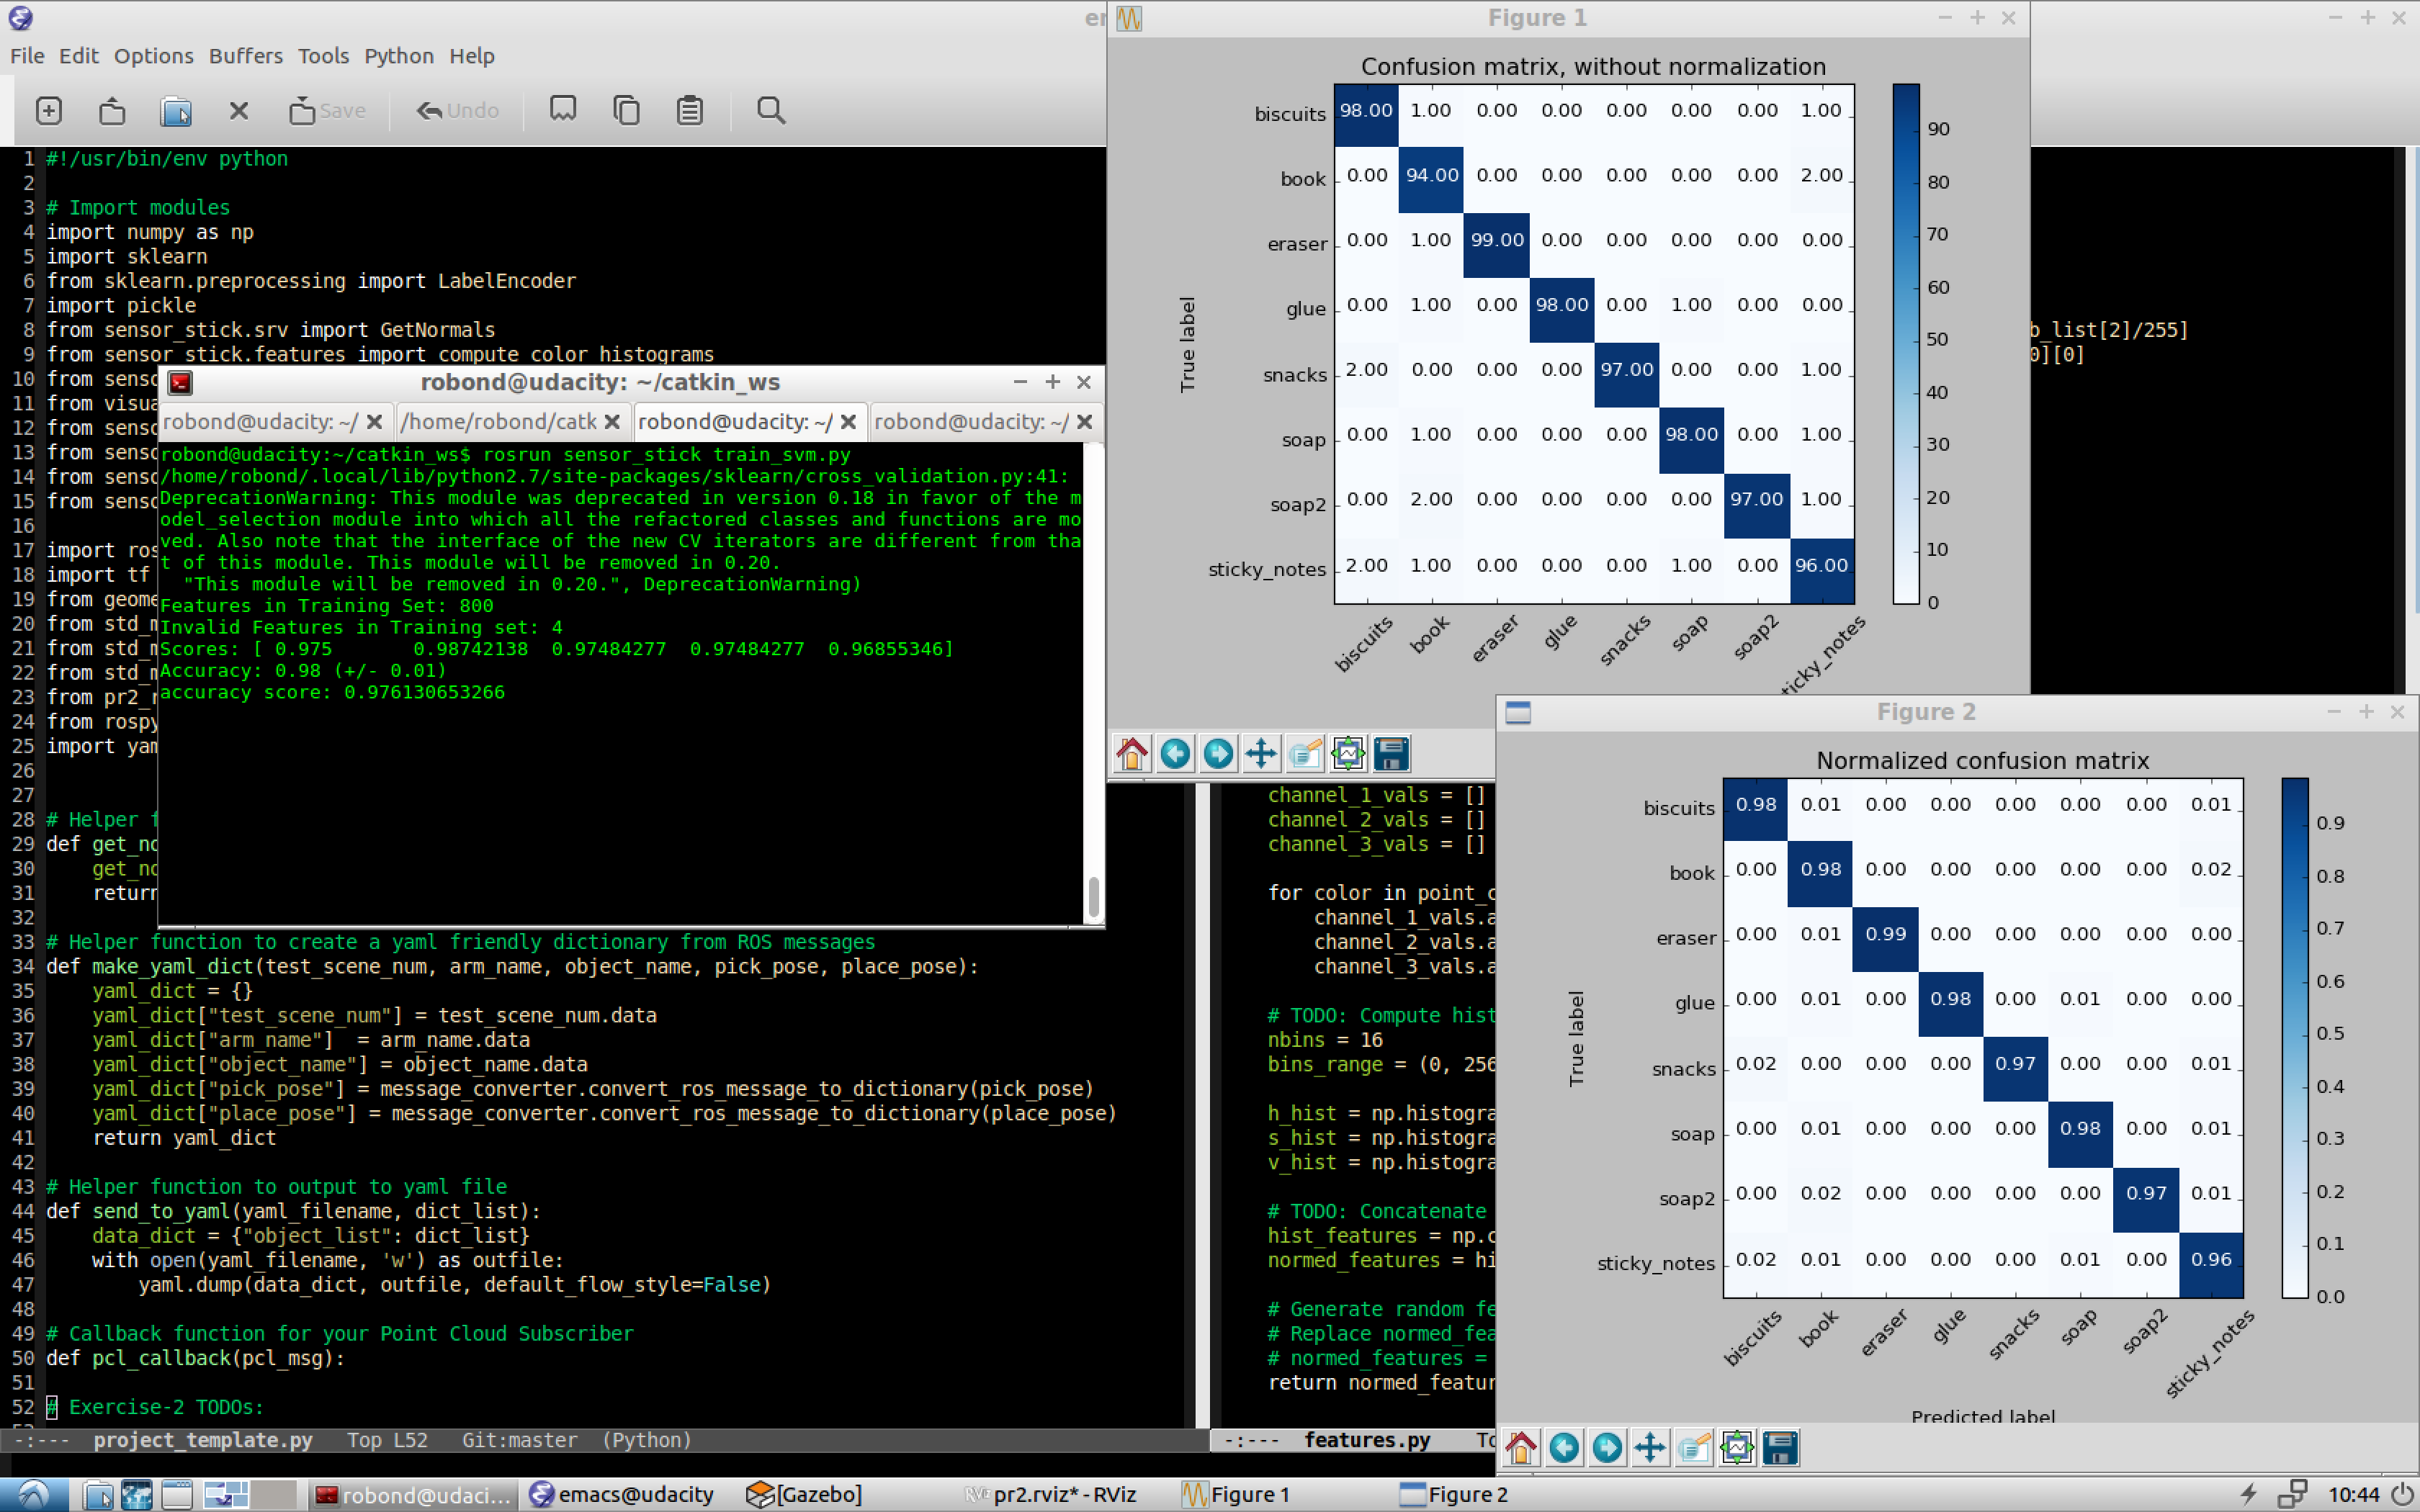 File Edit Options Buffers Tools Python Help
Save
Undo
1 #!/usr/bin/env python
2
3 # Import modules
4 import numpy as np
5 import sklearn
6 from sklearn.preprocessing import LabelEncoder
7 import pickle
8 from sensor_stick.srv import GetNormals
9 from sensor_stick.features import compute_color_histograms
10 from senso
11 from visua
12 from senso
13 from senso
14 from senso
15 from senso
16
17 import ros
18 import tf
19 from geome
20 from std_m
21 from std_m
22 from std_m
23 from pr2_r
24 from rospy
25 import yam
26
27
28 # Helper f
29 def get_no
30 get_no
31 return
32
33 # Helper function to create a yaml friendly dictionary from ROS messages
34 def make_yaml_dict(test_scene_num, arm_name, object_name, pick_pose, place_pose):
35 yaml_dict = {}
36 yaml_dict["test_scene_num"] = test_scene_num.data
37 yaml_dict["arm_name"]  = arm_name.data
38 yaml_dict["object_name"] = object_name.data
39 yaml_dict["pick_pose"] = message_converter.convert_ros_message_to_dictionary(pick_pose)
40 yaml_dict["place_pose"] = message_converter.convert_ros_message_to_dictionary(place_pose)
41 return yaml_dict
42
43 # Helper function to output to yaml file
44 def send_to_yaml(yaml_filename, dict_list):
45 data_dict = {"object_list": dict_list}
46 with open(yaml_filename, 'w') as outfile:
47 yaml.dump(data_dict, outfile, default_flow_style=False)
48
49 # Callback function for your Point Cloud Subscriber
50 def pcl_callback(pcl_msg):
51
52 # Exercise-2 TODOs:
-:--- project_template.py Top L52 Git:master (Python)
robond@udacity: ~/catkin_ws
robond@udacity: ~/ /home/robond/catk robond@udacity: ~/ robond@udacity: ~/
robond@udacity:~/catkin_ws$ rosrun sensor_stick train_svm.py
/home/robond/.local/lib/python2.7/site-packages/sklearn/cross_validation.py:41:
DeprecationWarning: This module was deprecated in version 0.18 in favor of the m
odel_selection module into which all the refactored classes and functions are mo
ved. Also note that the interface of the new CV iterators are different from tha
t of this module. This module will be removed in 0.20.
"This module will be removed in 0.20.", DeprecationWarning)
Features in Training Set: 800
Invalid Features in Training set: 4
Scores: [ 0.975 0.98742138 0.97484277 0.97484277 0.96855346]
Accuracy: 0.98 (+/- 0.01)
accuracy score: 0.976130653266
Figure 1
Confusion matrix, without normalization
True label
biscuits 98.00 1.00 0.00 0.00 0.00 0.00 0.00 1.00
book 0.00 94.00 0.00 0.00 0.00 0.00 0.00 2.00
eraser 0.00 1.00 99.00 0.00 0.00 0.00 0.00 0.00
glue 0.00 1.00 0.00 98.00 0.00 1.00 0.00 0.00
snacks 2.00 0.00 0.00 0.00 97.00 0.00 0.00 1.00
soap 0.00 1.00 0.00 0.00 0.00 98.00 0.00 1.00
soap2 0.00 2.00 0.00 0.00 0.00 0.00 97.00 1.00
sticky_notes 2.00 1.00 0.00 0.00 0.00 1.00 0.00 96.00
biscuits book eraser glue snacks soap soap2 ticky_notes
90
80
70
60
50
40
30
20
10
0
b_list[2]/255]
0][0]
channel_1_vals = []
channel_2_vals = []
channel_3_vals = []
for color in point_c
channel_1_vals.a
channel_2_vals.a
channel_3_vals.a
# TODO: Compute hist
nbins = 16
bins_range = (0, 256
h_hist = np.histogra
s_hist = np.histogra
v_hist = np.histogra
# TODO: Concatenate
hist_features = np.c
normed_features = hi
# Generate random fe
# Replace normed_fea
# normed_features =
return normed_featur
-:--- features.py To
Figure 2
Normalized confusion matrix
True label
biscuits 0.98 0.01 0.00 0.00 0.00 0.00 0.00 0.01
book 0.00 0.98 0.00 0.00 0.00 0.00 0.00 0.02
eraser 0.00 0.01 0.99 0.00 0.00 0.00 0.00 0.00
glue 0.00 0.01 0.00 0.98 0.00 0.01 0.00 0.00
snacks 0.02 0.00 0.00 0.00 0.97 0.00 0.00 0.01
soap 0.00 0.01 0.00 0.00 0.00 0.98 0.00 0.01
soap2 0.00 0.02 0.00 0.00 0.00 0.00 0.97 0.01
sticky_notes 0.02 0.01 0.00 0.00 0.00 0.01 0.00 0.96
biscuits book eraser glue snacks soap soap2 sticky_notes
Predicted label
0.9
0.8
0.7
0.6
0.5
0.4
0.3
0.2
0.1
0.0
robond@udaci... emacs@udacity [Gazebo] pr2.rviz* - RViz Figure 1 Figure 2 10:44